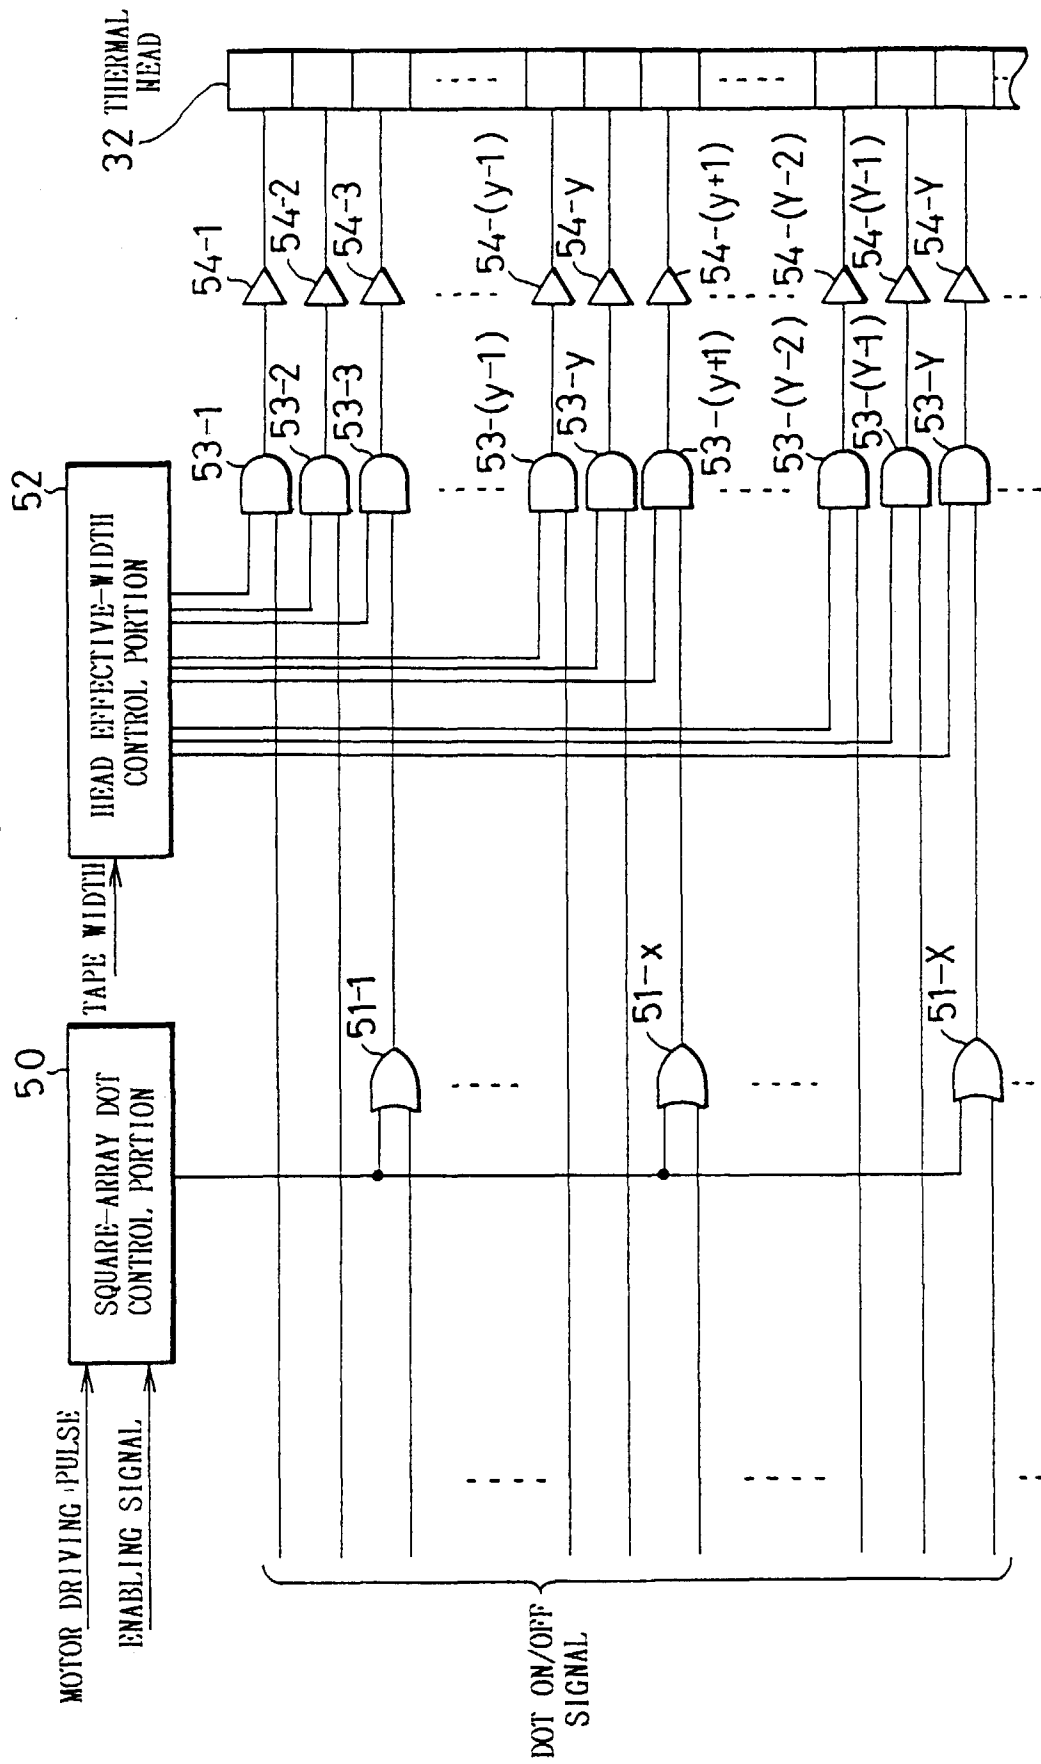 32 THERMAL
HEAD
54-1
54-2
54-3
54-(y-1)
54-y
54-(y+1)
54-(Y-2)
54-(Y-1)
54-Y
52
HEAD EFFECTIVE-WIDTH
CONTROL PORTION
53-1
53-2
53-3
53-(y-1)
53-y
53-(y+1)
53-(Y-2)
53-(Y-1)
53-Y
TAPE WIDTH
50
SQUARE-ARRAY DOT
CONTROL PORTION
51-1
51-x
51-X
MOTOR DRIVING PULSE
ENABLING SIGNAL
DOT ON/OFF
SIGNAL